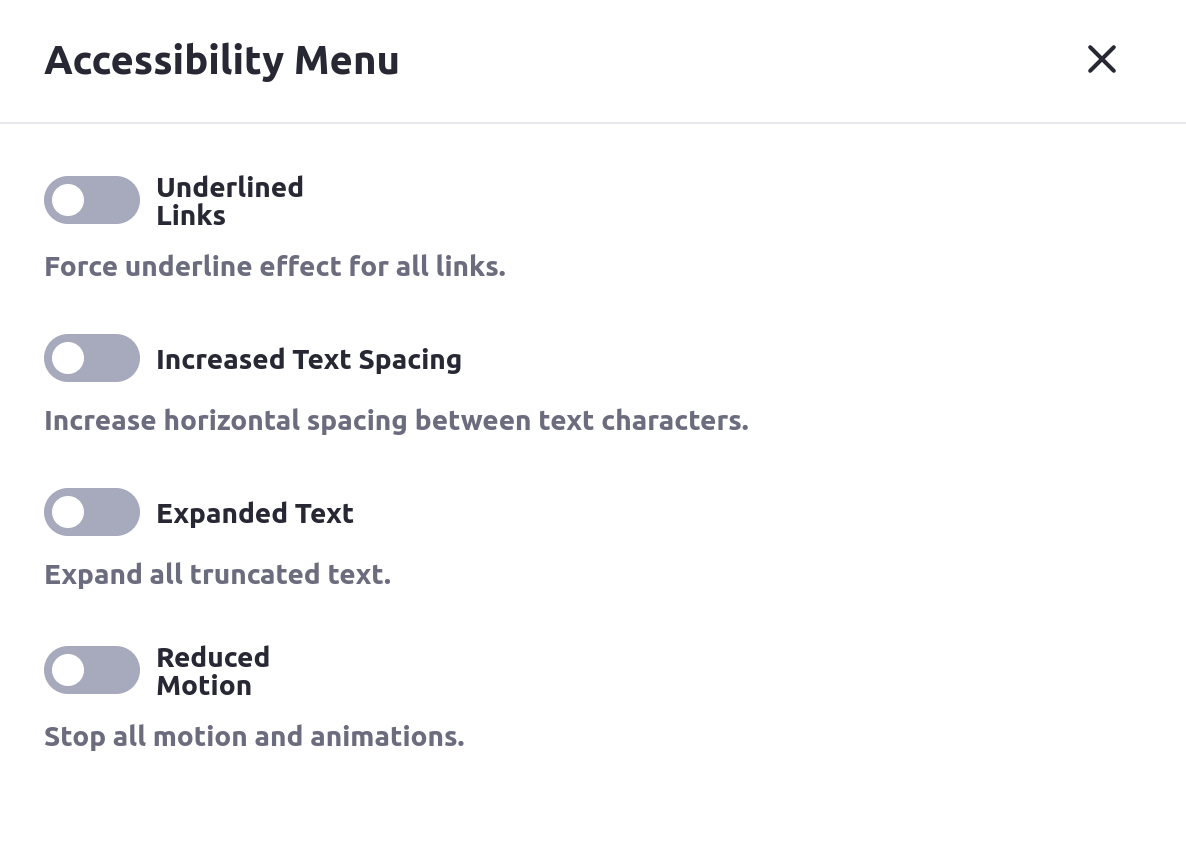 Accessibility Menu
Underlined
Links
Force underline effect for all links.
Increased Text Spacing
Increase horizontal spacing between text characters.
Expanded Text
Expand all truncated text.
Reduced
Motion
Stop all motion and animations.